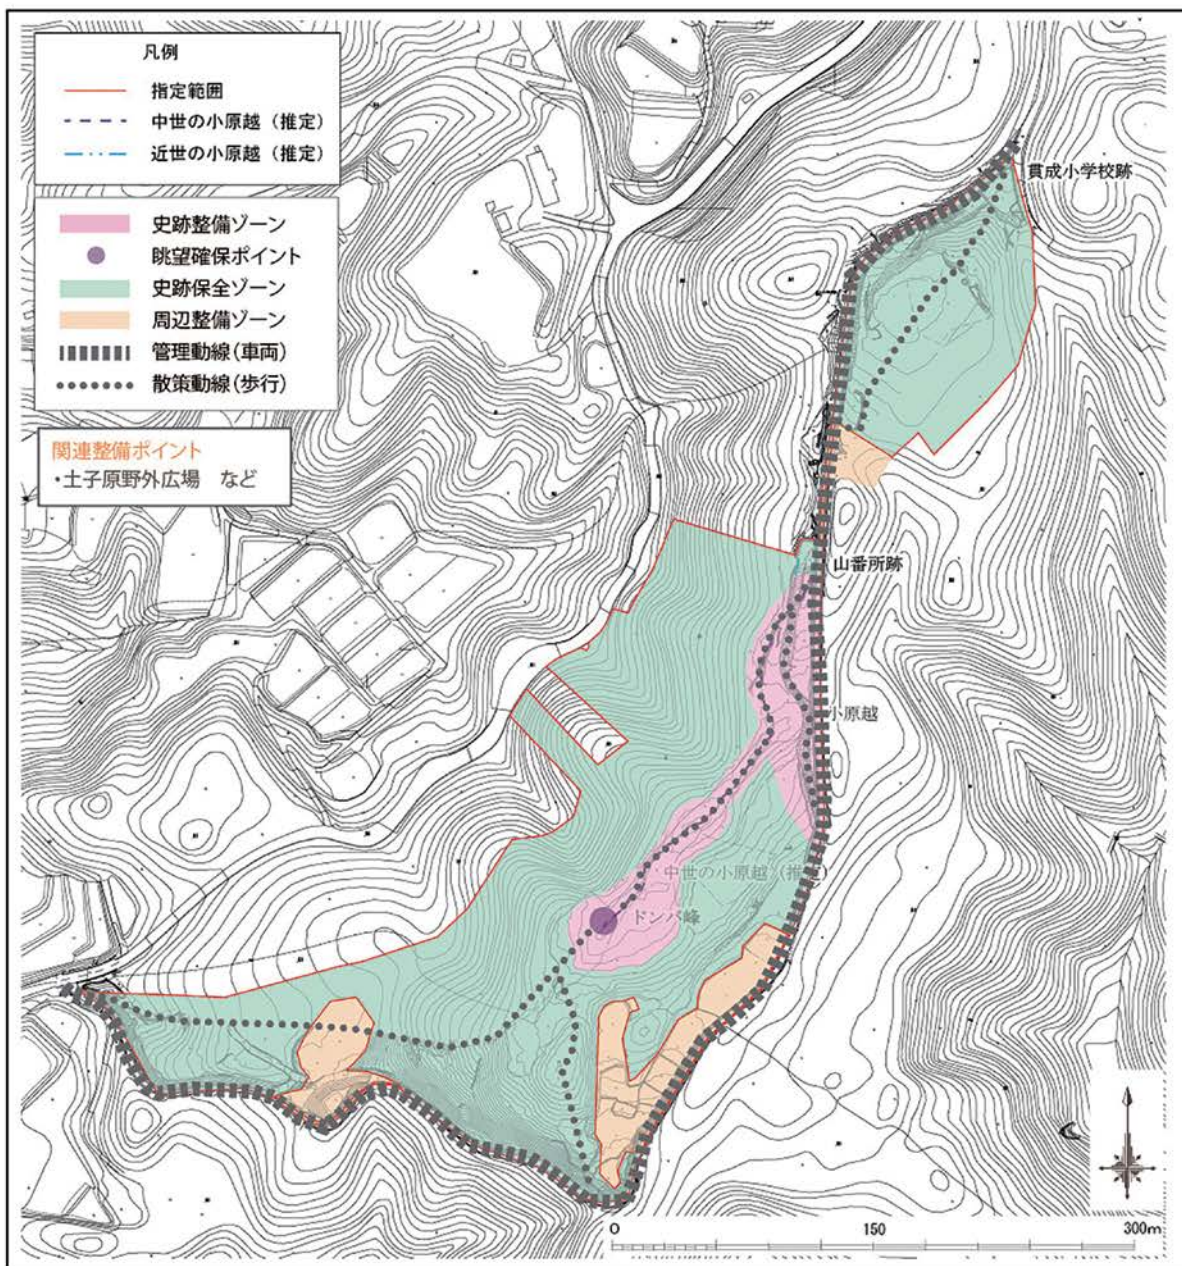 凡例
指定範囲
中世の小原越（推定）
近世の小原越（推定）
史跡整備ゾーン
眺望確保ポイント
史跡保全ゾーン
周辺整備ゾーン
管理動線(車両)
散策動線(歩行)
関連整備ポイント
・土子原野外広場　など
貫成小学校跡
山番所跡
小原越
中世の小原越（推定）
ドンバ峰
0 150 300m